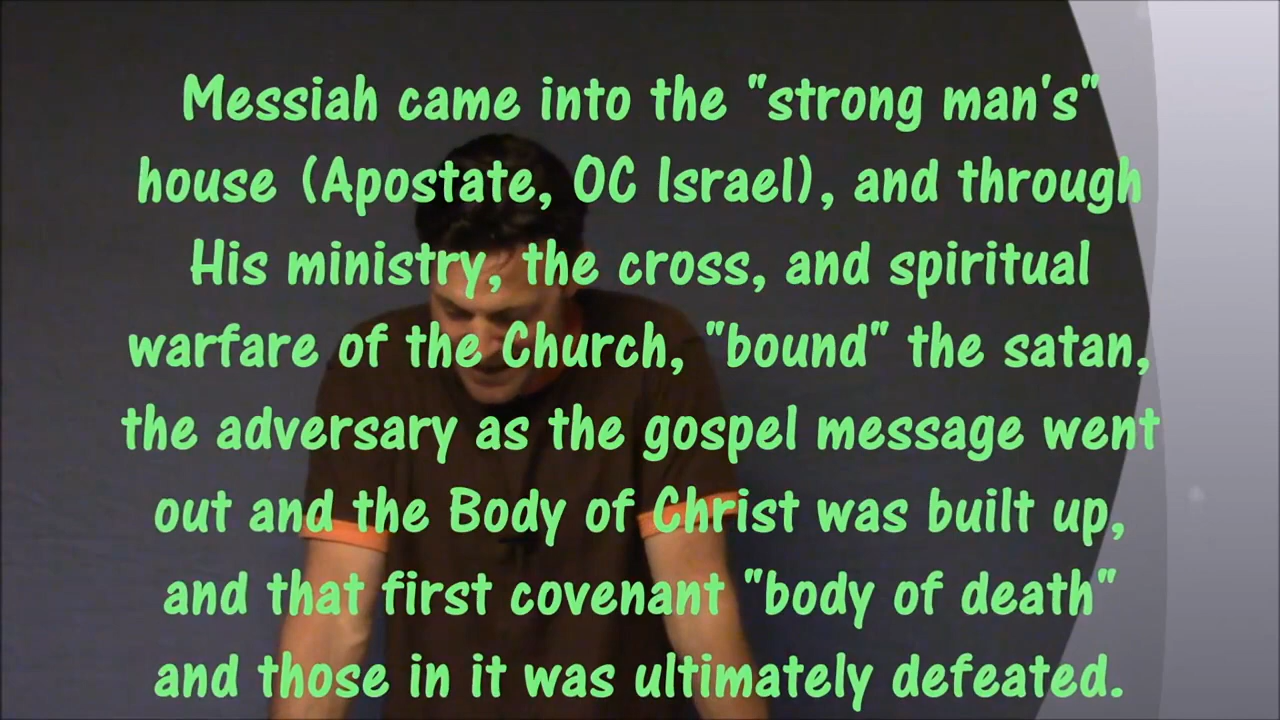 Messiah came into the "strong man's"
house (Apostate, OC Israel), and through
His ministry, the cross, and spiritual
warfare of the Church, "bound" the satan,
the adversary as the gospel message went
out and the Body of Christ was built up,
and that first covenant "body of death"
and those in it was ultimately defeated.